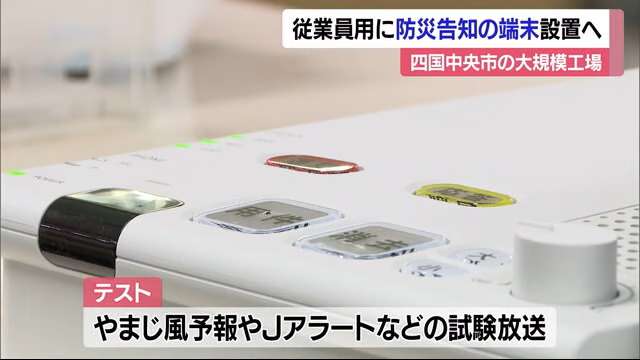 従業員用に防災告知の端末設置へ
四国中央市の大規模工場
POWER
テスト
やまじ風予報やJアラートなどの試験放送